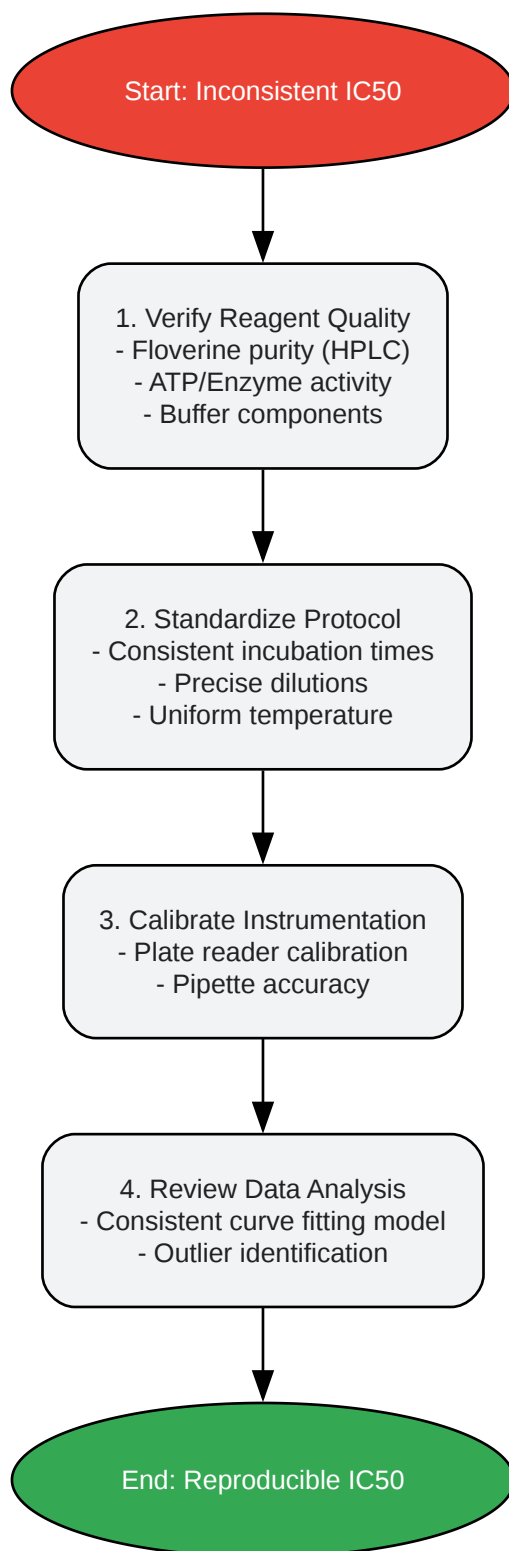 Start: Inconsistent IC50
1. Verify Reagent Quality
- Floverine purity (HPLC)
- ATP/Enzyme activity
- Buffer components
2. Standardize Protocol
- Consistent incubation times
- Precise dilutions
- Uniform temperature
3. Calibrate Instrumentation
- Plate reader calibration
- Pipette accuracy
4. Review Data Analysis
- Consistent curve fitting model
- Outlier identification
End: Reproducible IC50